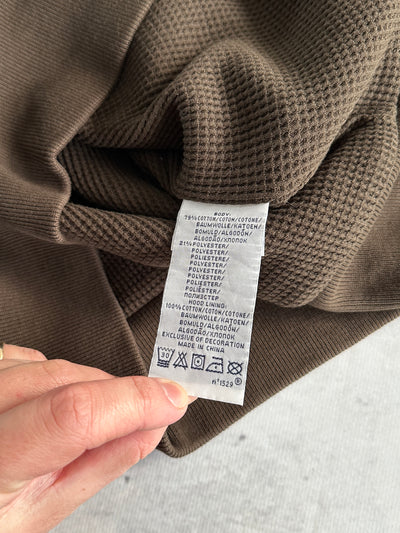 BODY:
79% COTTON/COTON/COTONE/
BAUMWOLLE/KATOEN/
BOMULD/ALGODÓN/
ALGODÃO/ХЛОПОК
21% POLYESTER/
POLYESTER/
POLIESTERE/
POLYESTER/
POLYESTER/
POLYESTER/
POLIÉSTER/
POLIÉSTER/
ПОЛИЭСТЕР
HOOD LINING:
100% COTTON/COTON/COTONE/
BAUMWOLLE/KATOEN/
BOMULD/ALGODÓN/
ALGODÃO/ХЛОПОК
EXCLUSIVE OF DECORATION
MADE IN CHINA
30
n°1529 ®